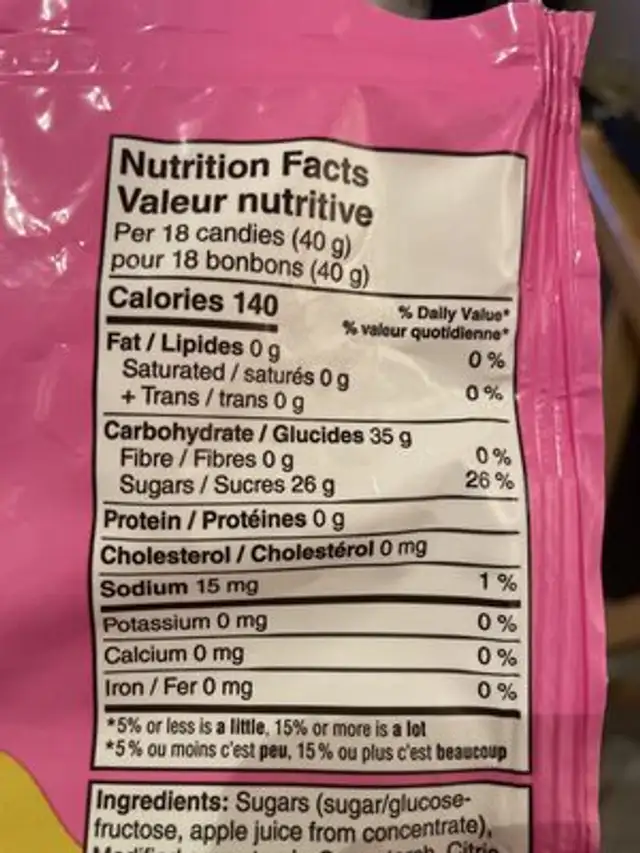 Nutrition Facts
Valeur nutritive
Per 18 candies (40 g)
pour 18 bonbons (40 g)
Calories 140
% Daily Value*
% valeur quotidienne*
Fat / Lipides 0 g 0 %
Saturated / saturés 0 g
+ Trans / trans 0 g 0 %
Carbohydrate / Glucides 35 g
Fibre / Fibres 0 g 0 %
Sugars / Sucres 26 g 26 %
Protein / Protéines 0 g
Cholesterol / Cholestérol 0 mg
Sodium 15 mg 1 %
Potassium 0 mg 0 %
Calcium 0 mg 0 %
Iron / Fer 0 mg 0 %
*5% or less is a little, 15% or more is a lot
*5 % ou moins c'est peu, 15 % ou plus c'est beaucoup
Ingredients: Sugars (sugar/glucose-
fructose, apple juice from concentrate),